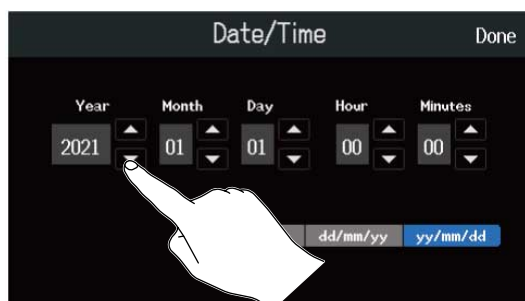 Date/Time Done
Year Month Day Hour Minutes
2021 01 01 00 00
dd/mm/yy yy/mm/dd